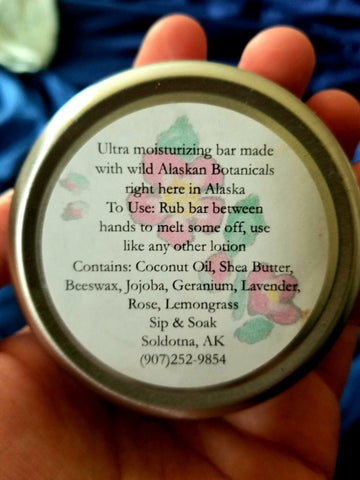 Ultra moisturizing bar made
with wild Alaskan Botanicals
right here in Alaska
To Use: Rub bar between
hands to melt some off, use
like any other lotion
Contains: Coconut Oil, Shea Butter,
Beeswax, Jojoba, Geranium, Lavender,
Rose, Lemongrass
Sip & Soak
Soldotna, AK
(907)252-9854